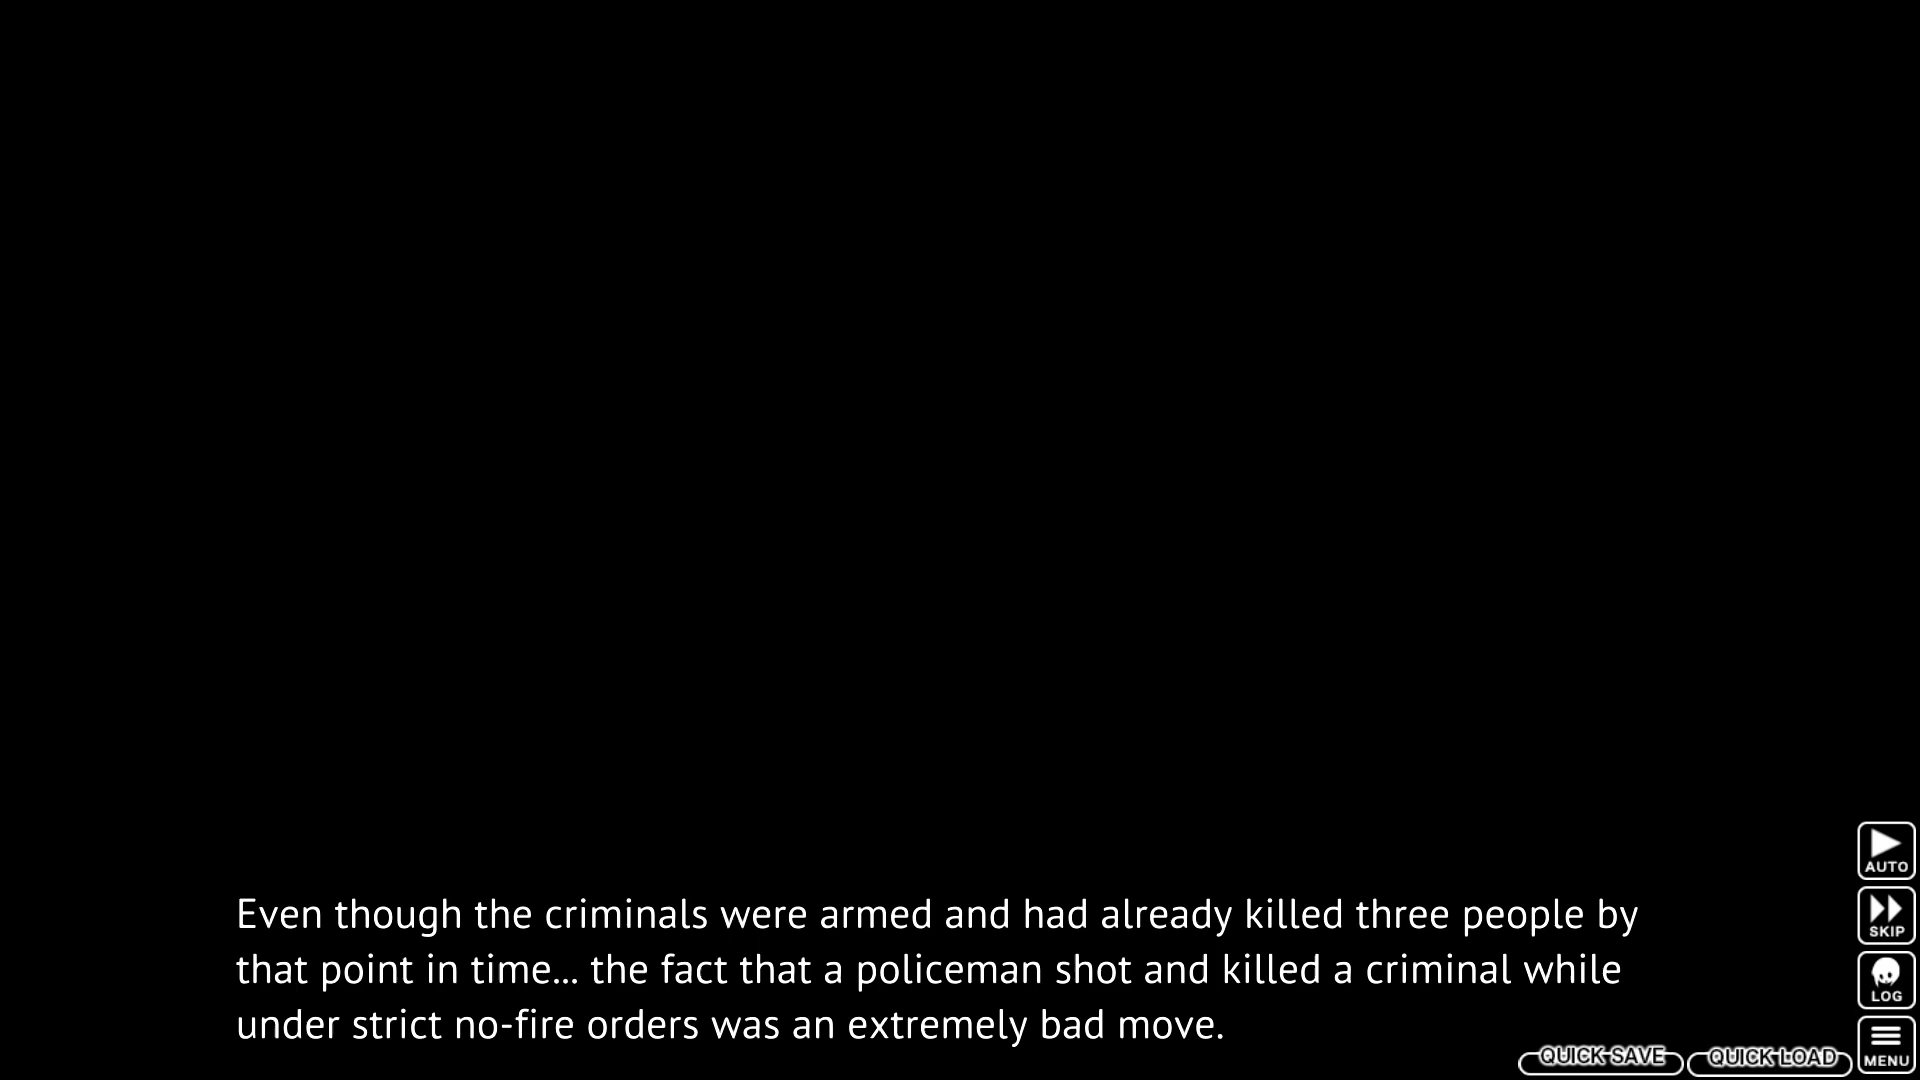 Even though the criminals were armed and had already killed three people by
that point in time... the fact that a policeman shot and killed a criminal while
under strict no-fire orders was an extremely bad move.
AUTO
SKIP
LOG
MENU
QUICK SAVE
QUICK LOAD